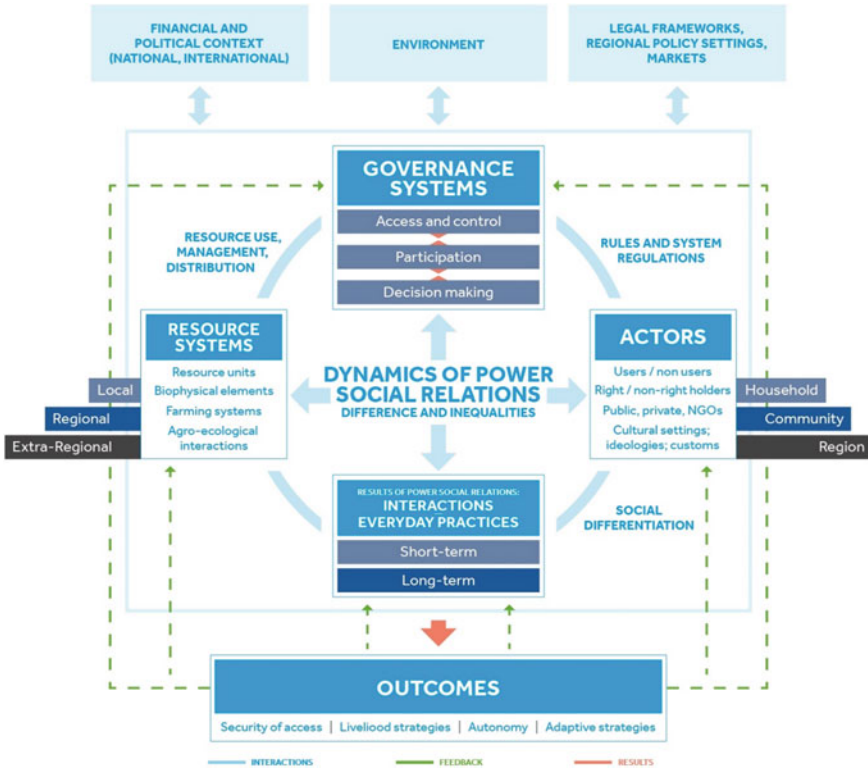 FINANCIAL AND
POLITICAL CONTEXT
(NATIONAL, INTERNATIONAL)
ENVIRONMENT
LEGAL FRAMEWORKS,
REGIONAL POLICY SETTINGS,
MARKETS
GOVERNANCE
SYSTEMS
Access and control
Participation
Decision making
RESOURCE USE,
MANAGEMENT,
DISTRIBUTION
RULES AND SYSTEM
REGULATIONS
RESOURCE
SYSTEMS
Resource units
Biophysical elements
Farming systems
Agro-ecological
interactions
Local
Regional
Extra-Regional
DYNAMICS OF POWER
SOCIAL RELATIONS
DIFFERENCE AND INEQUALITIES
ACTORS
Users / non users
Right / non-right holders
Public, private, NGOs
Cultural settings;
ideologies; customs
Household
Community
Region
RESULTS OF POWER SOCIAL RELATIONS:
INTERACTIONS
EVERYDAY PRACTICES
Short-term
Long-term
SOCIAL
DIFFERENTIATION
OUTCOMES
Security of access | Liveliood strategies | Autonomy | Adaptive strategies
INTERACTIONS
FEEDBACK
RESULTS